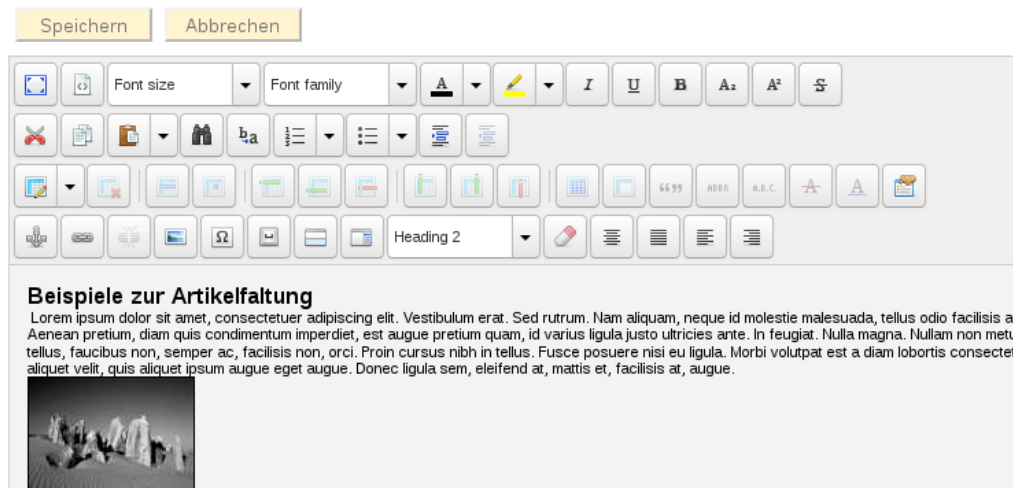 Speichern Abbrechen
Font size Font family A I U B A₂ A² S
b a
66 99 ABBR A.B.C. A A
Ω Heading 2
Beispiele zur Artikelfaltung
Lorem ipsum dolor sit amet, consectetuer adipiscing elit. Vestibulum erat. Sed rutrum. Nam aliquam, neque id molestie malesuada, tellus odio facilisis a
Aenean pretium, diam quis condimentum imperdiet, est augue pretium quam, id varius ligula justo ultricies ante. In feugiat. Nulla magna. Nullam non metu
tellus, faucibus non, semper ac, facilisis non, orci. Proin cursus nibh in tellus. Fusce posuere nisi eu ligula. Morbi volutpat est a diam lobortis consectet
aliquet velit, quis aliquet ipsum augue eget augue. Donec ligula sem, eleifend at, mattis et, facilisis at, augue.